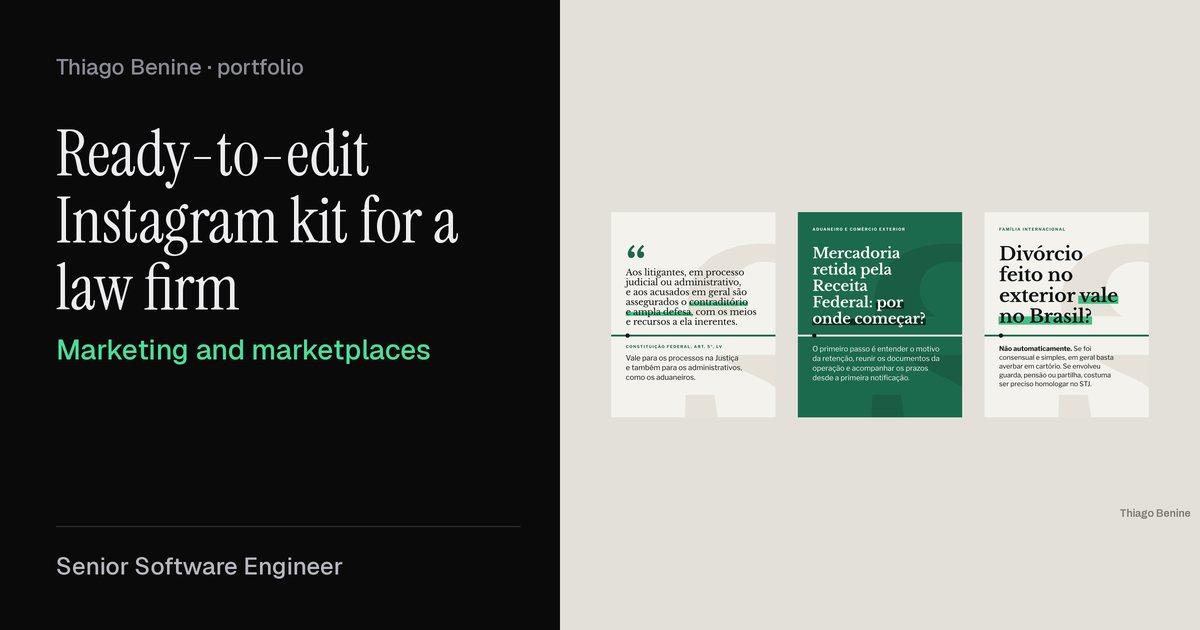 Thiago Benine · portfolio
Ready-to-edit
Instagram kit for a
law firm
Marketing and marketplaces
Senior Software Engineer
“
Aos litigantes, em processo
judicial ou administrativo,
e aos acusados em geral são
assegurados o contraditório
e ampla defesa, com os meios
e recursos a ela inerentes.
CONSTITUIÇÃO FEDERAL, ART. 5º, LV
Vale para os processos na Justiça
e também para os administrativos,
como os aduaneiros.
ADUANEIRO E COMÉRCIO EXTERIOR
Mercadoria
retida pela
Receita
Federal: por
onde começar?
O primeiro passo é entender o motivo
da retenção, reunir os documentos da
operação e acompanhar os prazos
desde a primeira notificação.
FAMÍLIA INTERNACIONAL
Divórcio
feito no
exterior vale
no Brasil?
Não automaticamente. Se foi
consensual e simples, em geral basta
averbar em cartório. Se envolveu
guarda, pensão ou partilha, costuma
ser preciso homologar no STJ.
Thiago Benine